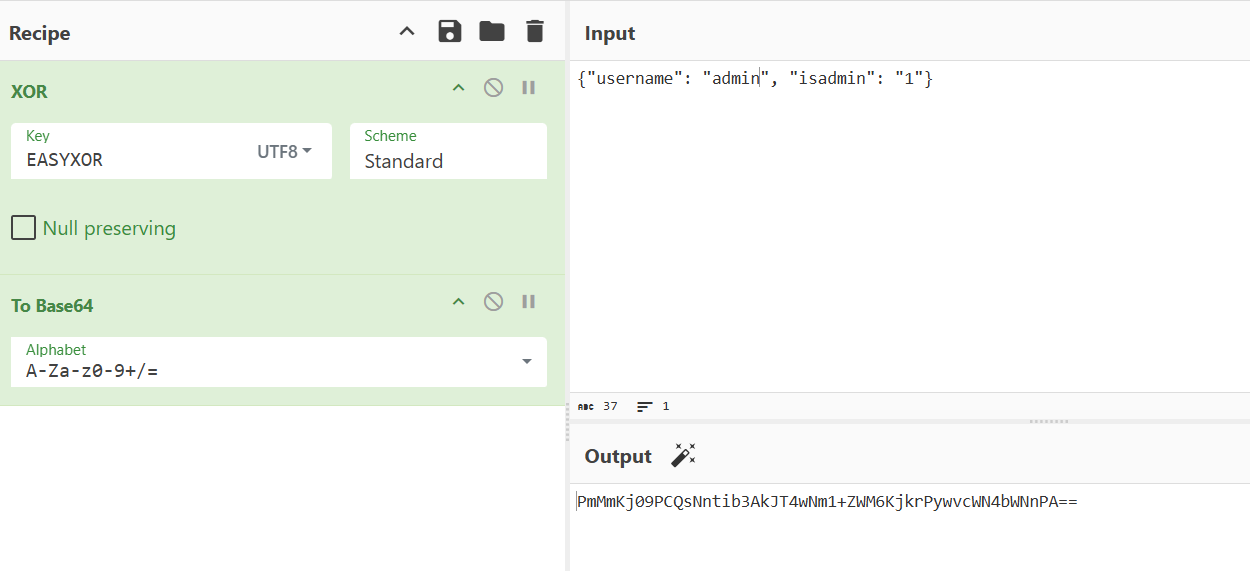 Recipe
XOR
Key
EASYXOR
UTF8
Scheme
Standard
Null preserving
To Base64
Alphabet
A-Za-z0-9+/=
Input
{"username": "admin", "isadmin": "1"}
ABC 37 1
Output
PmMmKj09PCQsNntib3AkJT4wNm1+ZWM6KjkrPywvcWN4bWNnPA==